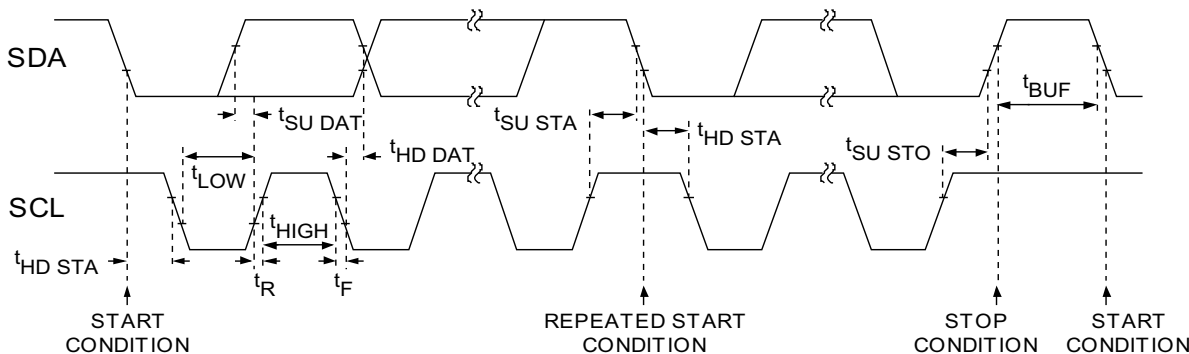 SDA
tBUF
tSU DAT
tSU STA
tHD STA
tHD DAT
tSU STO
tLOW
SCL
tHIGH
tHD STA
tR
tF
START
CONDITION
REPEATED START
CONDITION
STOP
CONDITION
START
CONDITION